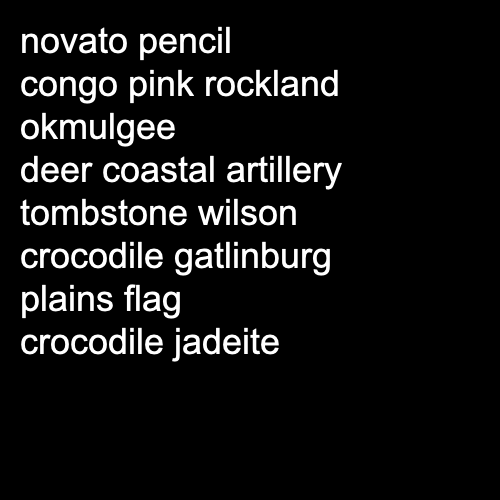 novato pencil
congo pink rockland
okmulgee
deer coastal artillery
tombstone wilson
crocodile gatlinburg
plains flag
crocodile jadeite